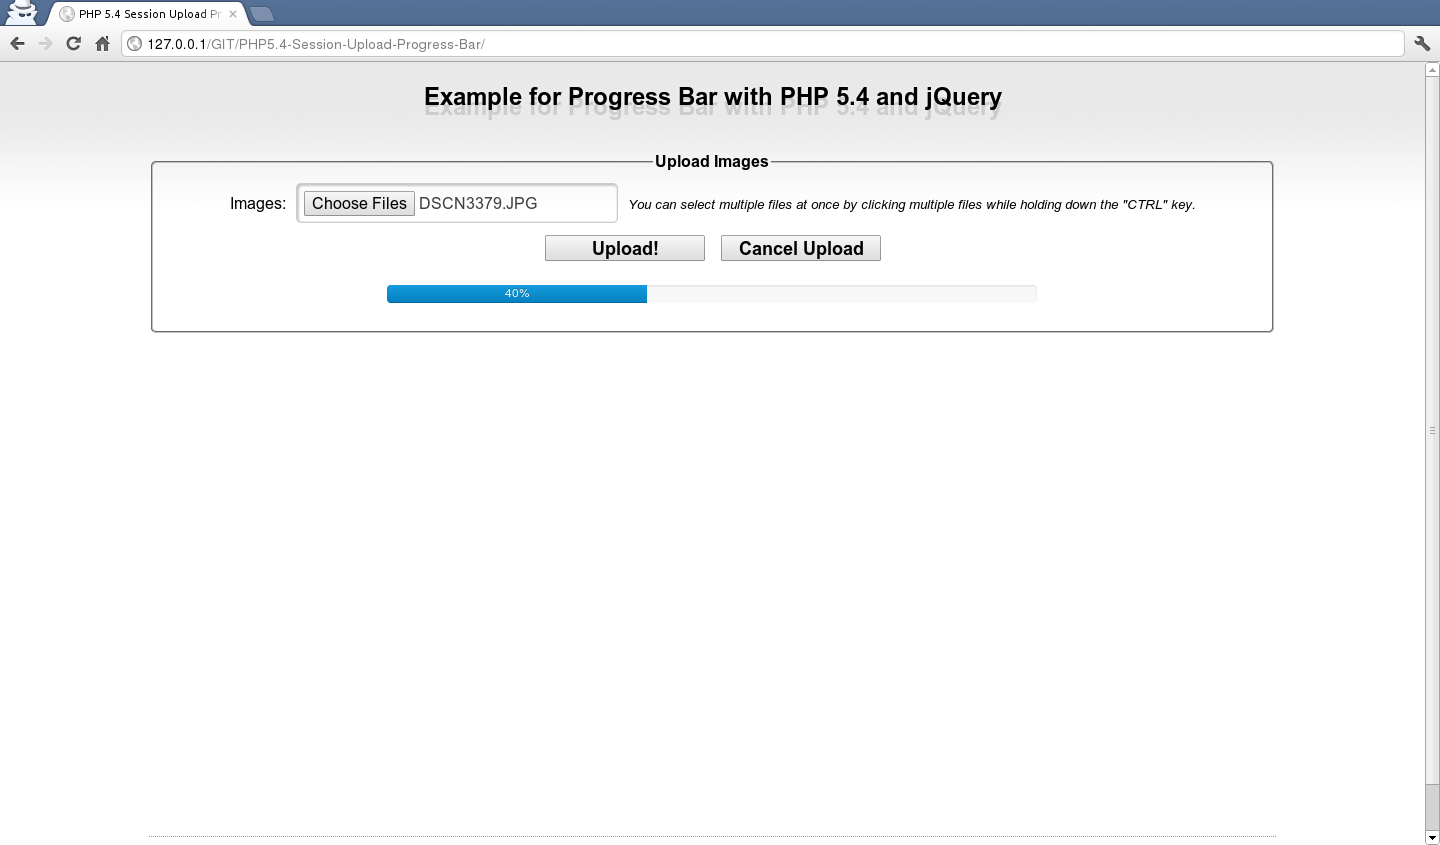 PHP 5.4 Session Upload Pr
127.0.0.1/GIT/PHP5.4-Session-Upload-Progress-Bar/
Example for Progress Bar with PHP 5.4 and jQuery
Upload Images
Images: Choose Files DSCN3379.JPG You can select multiple files at once by clicking multiple files while holding down the "CTRL" key.
Upload! Cancel Upload
40%